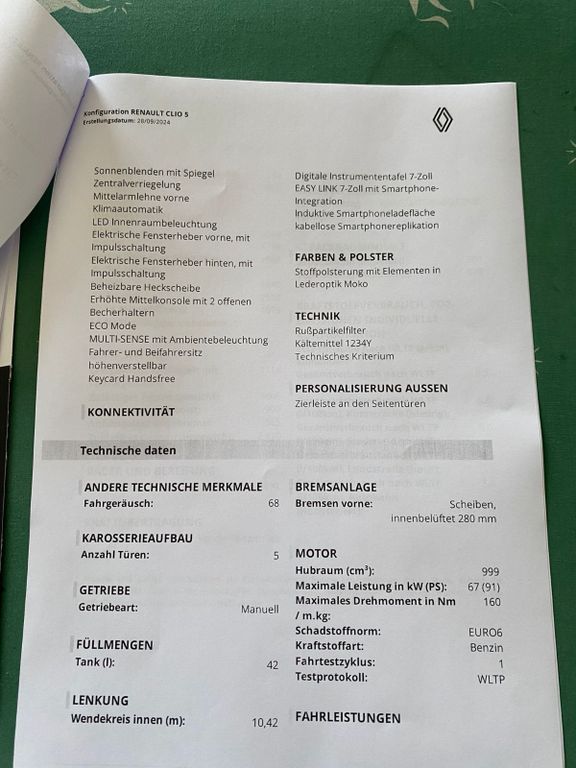 Konfiguration RENAULT CLIO 5
Erstellungsdatum: 28/09/2024
Sonnenblenden mit Spiegel
Zentralverriegelung
Mittelarmlehne vorne
Klimaautomatik
LED Innenraumbeleuchtung
Elektrische Fensterheber vorne, mit
Impulsschaltung
Elektrische Fensterheber hinten, mit
Impulsschaltung
Beheizbare Heckscheibe
Erhöhte Mittelkonsole mit 2 offenen
Becherhaltern
ECO Mode
MULTI-SENSE mit Ambientebeleuchtung
Fahrer- und Beifahrersitz
höhenverstellbar
Keycard Handsfree
KONNEKTIVITÄT
Digitale Instrumententafel 7-Zoll
EASY LINK 7-Zoll mit Smartphone-
Integration
Induktive Smartphoneladefläche
kabellose Smartphonereplikation
FARBEN & POLSTER
Stoffpolsterung mit Elementen in
Lederoptik Moko
TECHNIK
Rußpartikelfilter
Kältemittel 1234Y
Technisches Kriterium
PERSONALISIERUNG AUSSEN
Zierleiste an den Seitentüren
Technische daten
ANDERE TECHNISCHE MERKMALE
Fahrgeräusch: 68
KAROSSERIEAUFBAU
Anzahl Türen: 5
GETRIEBE
Getriebeart: Manuell
FÜLLMENGEN
Tank (l): 42
LENKUNG
Wendekreis innen (m): 10,42
BREMSANLAGE
Bremsen vorne: Scheiben,
innenbelüftet 280 mm
MOTOR
Hubraum (cm³): 999
Maximale Leistung in kW (PS): 67 (91)
Maximales Drehmoment in Nm 160
/ m.kg:
Schadstoffnorm: EURO6
Kraftstoffart: Benzin
Fahrtestzyklus: 1
Testprotokoll: WLTP
FAHRLEISTUNGEN